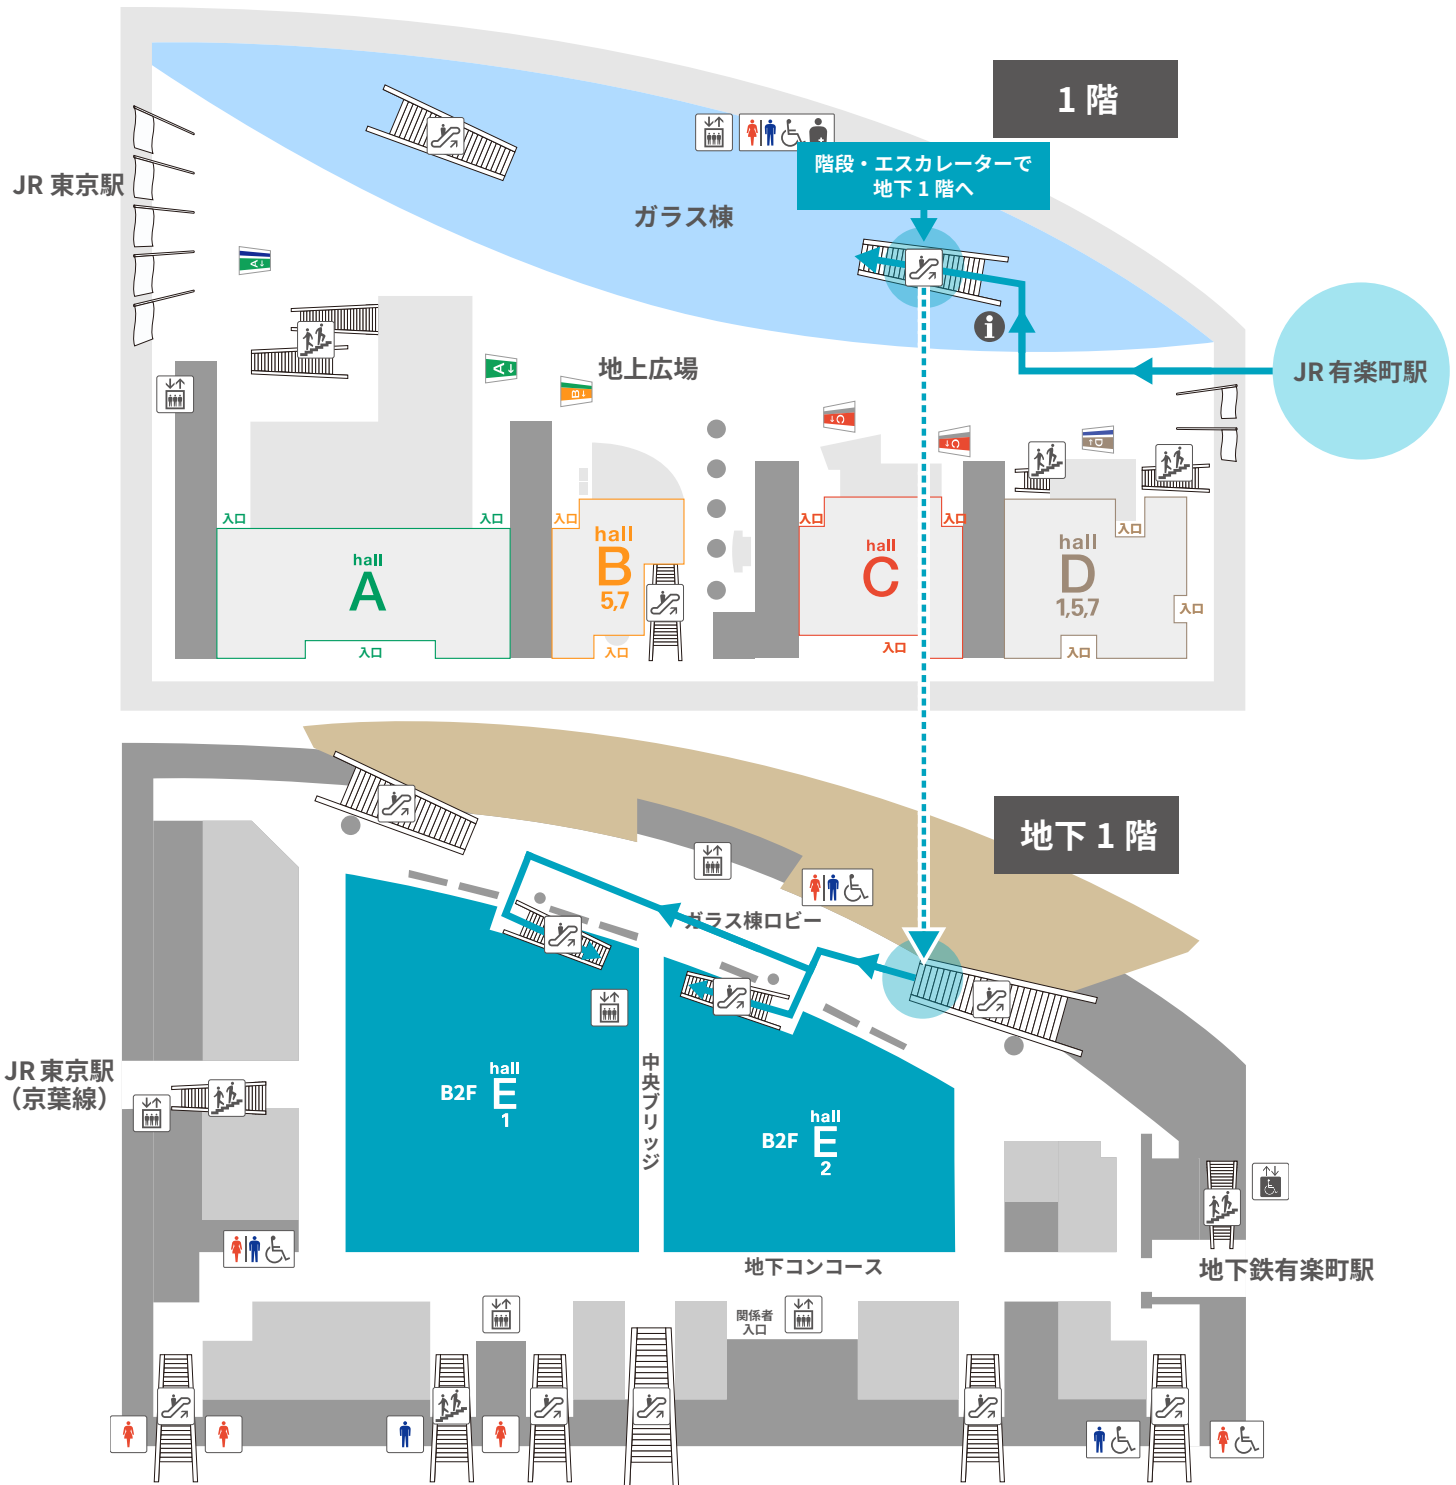 1階
階段・エスカレーターで
地下1階へ
JR 東京駅
ガラス棟
A
JR 有楽町駅
地上広場
A
B
C
C
D
入口
入口
入口
入口
入口
入口
hall
A
hall
B
5,7
hall
C
hall
D
1,5,7
入口
入口
入口
入口
入口
地下1階
ガラス棟ロビー
JR 東京駅
（京葉線）
B2F
hall
E
1
中央ブリッジ
B2F
hall
E
2
地下コンコース
地下鉄有楽町駅
関係者
入口